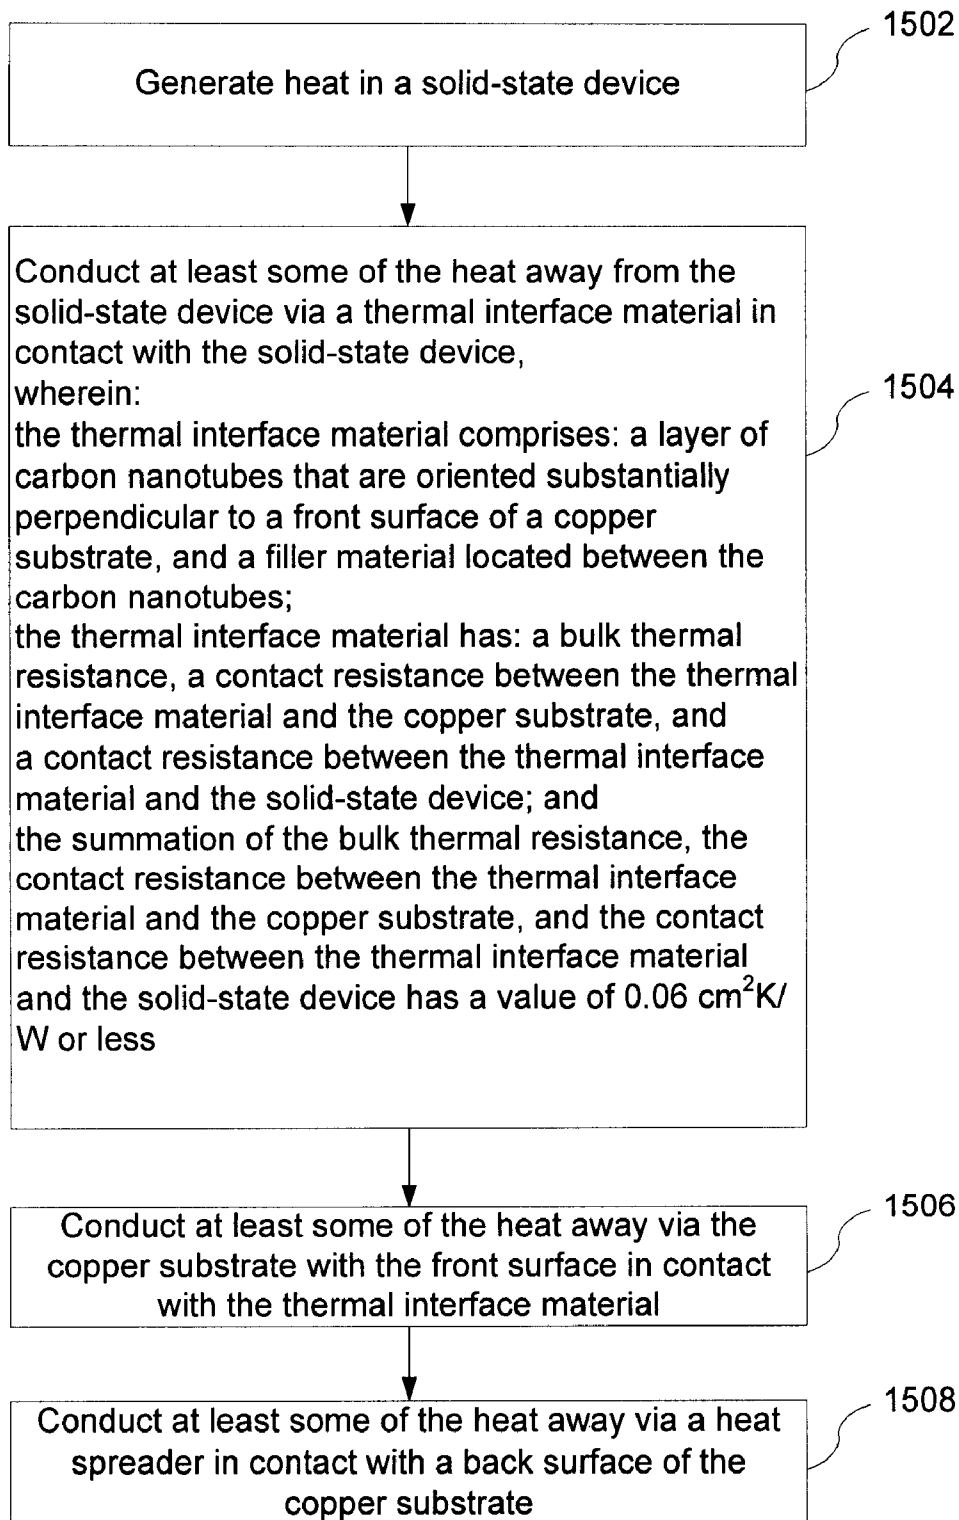 1502
Generate heat in a solid-state device
Conduct at least some of the heat away from the
solid-state device via a thermal interface material in
contact with the solid-state device,
wherein:
the thermal interface material comprises: a layer of
carbon nanotubes that are oriented substantially
perpendicular to a front surface of a copper
substrate, and a filler material located between the
carbon nanotubes;
the thermal interface material has: a bulk thermal
resistance, a contact resistance between the thermal
interface material and the copper substrate, and
a contact resistance between the thermal interface
material and the solid-state device; and
the summation of the bulk thermal resistance, the
contact resistance between the thermal interface
material and the copper substrate, and the contact
resistance between the thermal interface material
and the solid-state device has a value of 0.06 cm²K/
W or less
1504
Conduct at least some of the heat away via the
copper substrate with the front surface in contact
with the thermal interface material
1506
Conduct at least some of the heat away via a heat
spreader in contact with a back surface of the
copper substrate
1508